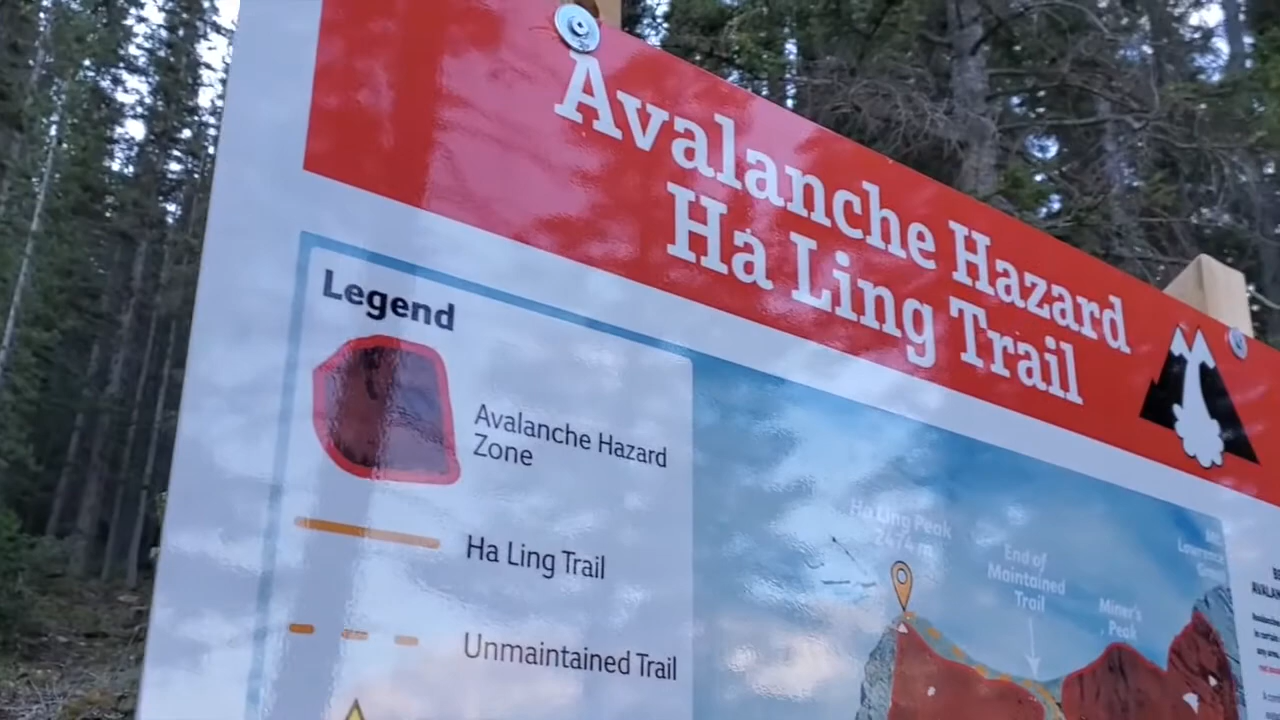 Avalanche Hazard
Ha Ling Trail
Legend
Avalanche Hazard
Zone
Ha Ling Trail
Unmaintained Trail
Ha Ling Peak
End of
Maintained
Trail
Miner's
Peak